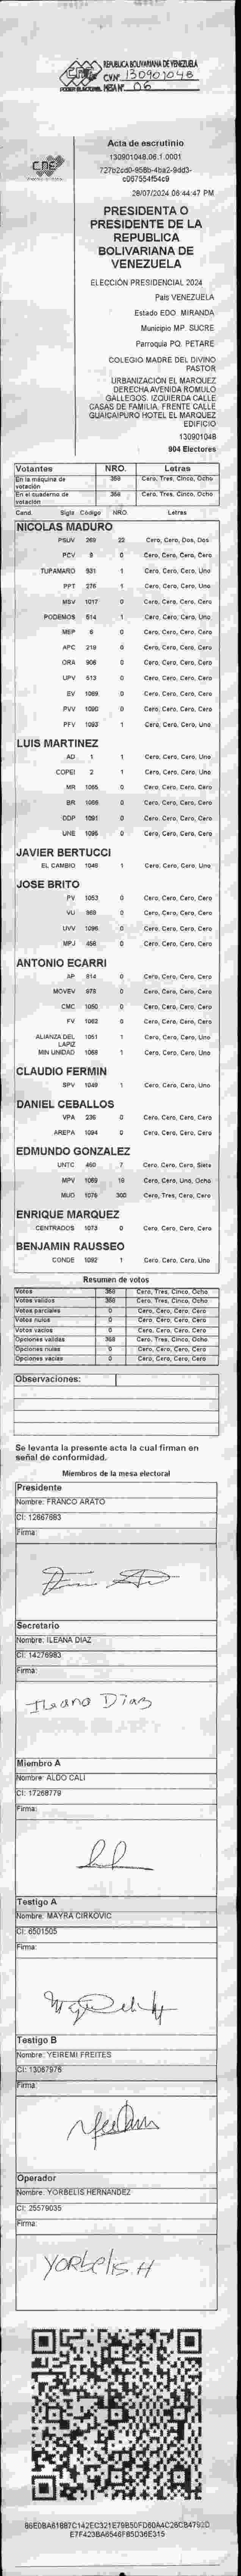 REPUBLICA BOLIVARIANA DE VENEZUELA
CVN° 130901048
PODER ELECTORAL MESA N° 06
cne
Acta de escrutinio
130901048.06.1.0001
28/07/2024 06:44:47 PM
PRESIDENTA O
PRESIDENTE DE LA
REPUBLICA
BOLIVARIANA DE
VENEZUELA
ELECCIÓN PRESIDENCIAL 2024
País VENEZUELA
Estado EDO. MIRANDA
Municipio MP. SUCRE
Parroquia PQ. PETARE
COLEGIO MADRE DEL DIVINO
PASTOR
URBANIZACIÓN EL MARQUEZ
DERECHA AVENIDA ROMULO
GALLEGOS. IZQUIERDA CALLE
CASAS DE FAMILIA. FRENTE CALLE
GUAICAIPURO HOTEL EL MARQUEZ
EDIFICIO
130901048
904 Electores
Votantes NRO. Letras
En la máquina de votación 358 Cero, Tres, Cinco, Ocho
En el cuaderno de votación 358 Cero, Tres, Cinco, Ocho
Cand. Sigla Código NRO. Letras
NICOLAS MADURO
PSUV 269 22 Cero, Cero, Dos, Dos
PCV 9 0 Cero, Cero, Cero, Cero
TUPAMARO 931 1 Cero, Cero, Cero, Uno
PPT 276 1 Cero, Cero, Cero, Uno
MSV 1017 0 Cero, Cero, Cero, Cero
PODEMOS 514 1 Cero, Cero, Cero, Uno
MEP 6 0 Cero, Cero, Cero, Cero
APC 218 0 Cero, Cero, Cero, Cero
ORA 906 0 Cero, Cero, Cero, Cero
UPV 513 0 Cero, Cero, Cero, Cero
EV 1089 0 Cero, Cero, Cero, Cero
PVV 1090 0 Cero, Cero, Cero, Cero
PFV 1093 1 Cero, Cero, Cero, Uno
LUIS MARTINEZ
AD 1 1 Cero, Cero, Cero, Uno
COPEI 2 1 Cero, Cero, Cero, Uno
MR 1065 0 Cero, Cero, Cero, Cero
BR 1066 0 Cero, Cero, Cero, Cero
DDP 1091 0 Cero, Cero, Cero, Cero
UNE 1095 0 Cero, Cero, Cero, Cero
JAVIER BERTUCCI
EL CAMBIO 1046 1 Cero, Cero, Cero, Uno
JOSE BRITO
PV 1053 0 Cero, Cero, Cero, Cero
VU 969 0 Cero, Cero, Cero, Cero
UVV 1096 0 Cero, Cero, Cero, Cero
MPJ 456 0 Cero, Cero, Cero, Cero
ANTONIO ECARRI
AP 914 0 Cero, Cero, Cero, Cero
MOVEV 978 0 Cero, Cero, Cero, Cero
CMC 1050 0 Cero, Cero, Cero, Cero
FV 1062 0 Cero, Cero, Cero, Cero
ALIANZA DEL LAPIZ 1051 1 Cero, Cero, Cero, Uno
MIN UNIDAD 1068 1 Cero, Cero, Cero, Uno
CLAUDIO FERMIN
SPV 1049 1 Cero, Cero, Cero, Uno
DANIEL CEBALLOS
VPA 236 0 Cero, Cero, Cero, Cero
AREPA 1094 0 Cero, Cero, Cero, Cero
EDMUNDO GONZALEZ
UNTC 460 7 Cero, Cero, Cero, Siete
MPV 1069 18 Cero, Cero, Uno, Ocho
MUD 1076 300 Cero, Tres, Cero, Cero
ENRIQUE MARQUEZ
CENTRADOS 1073 0 Cero, Cero, Cero, Cero
BENJAMIN RAUSSEO
CONDE 1092 1 Cero, Cero, Cero, Uno
Resumen de votos
Votos 358 Cero, Tres, Cinco, Ocho
Votos válidos 358 Cero, Tres, Cinco, Ocho
Votos parciales 0 Cero, Cero, Cero, Cero
Votos nulos 0 Cero, Cero, Cero, Cero
Votos vacíos 0 Cero, Cero, Cero, Cero
Opciones válidas 358 Cero, Tres, Cinco, Ocho
Opciones nulas 0 Cero, Cero, Cero, Cero
Opciones vacías 0 Cero, Cero, Cero, Cero
Observaciones:
Se levanta la presente acta la cual firman en
señal de conformidad.
Miembros de la mesa electoral
Presidente
Nombre: FRANCO ARATO
CI: 12667683
Firma:
Secretario
Nombre: ILEANA DIAZ
CI: 14276983
Firma:
Ileana Díaz
Miembro A
Nombre: ALDO CALI
CI: 17268779
Firma:
Testigo A
Nombre: MAYRA CIRKOVIC
CI: 6501505
Firma:
Testigo B
Nombre: YEIREMI FREITES
CI: 13067976
Firma:
Operador
Nombre: YORBELIS HERNANDEZ
CI: 25579035
Firma:
Yorbelis.H